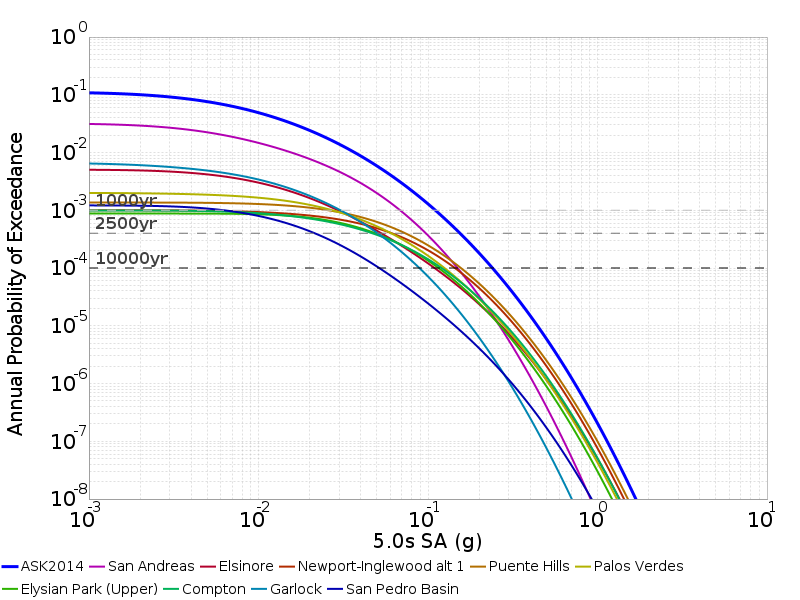 10^0
10^-1
10^-2
10^-3
10^-4
10^-5
10^-6
10^-7
10^-8
Annual Probability of Exceedance
1000yr
2500yr
10000yr
10^-3 10^-2 10^-1 10^0 10^1
5.0s SA (g)
ASK2014 San Andreas Elsinore Newport-Inglewood alt 1 Puente Hills Palos Verdes
Elysian Park (Upper) Compton Garlock San Pedro Basin